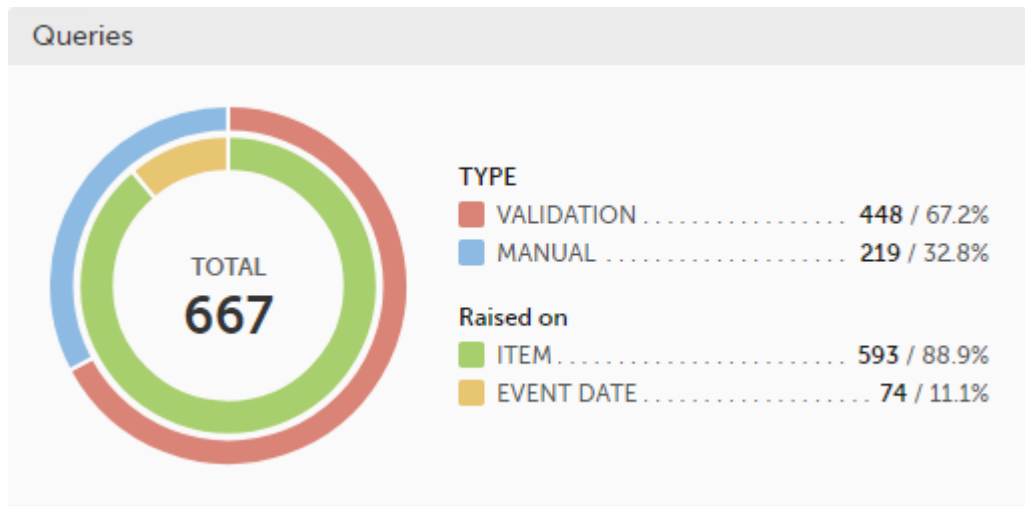 Queries
TOTAL
667
TYPE
VALIDATION . . . . . . . . . . . . . . . . . 448 / 67.2%
MANUAL . . . . . . . . . . . . . . . . . . . . 219 / 32.8%
Raised on
ITEM . . . . . . . . . . . . . . . . . . . . . . . . 593 / 88.9%
EVENT DATE . . . . . . . . . . . . . . . . . . . 74 / 11.1%